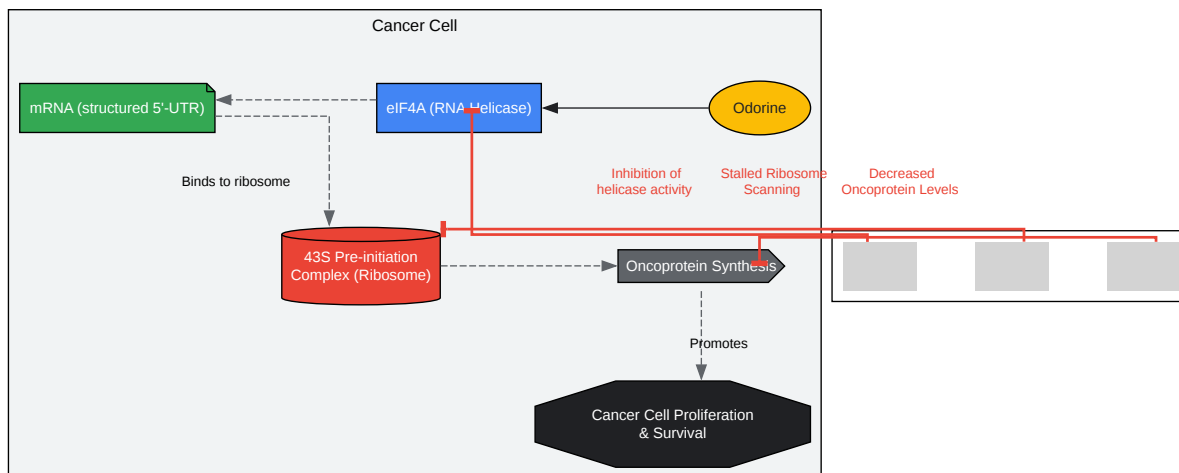 Cancer Cell
mRNA (structured 5'-UTR)
eIF4A (RNA Helicase)
Odorine
Inhibition of
helicase activity
Stalled Ribosome
Scanning
Decreased
Oncoprotein Levels
Binds to ribosome
43S Pre-initiation
Complex (Ribosome)
Oncoprotein Synthesis
Promotes
Cancer Cell Proliferation
& Survival